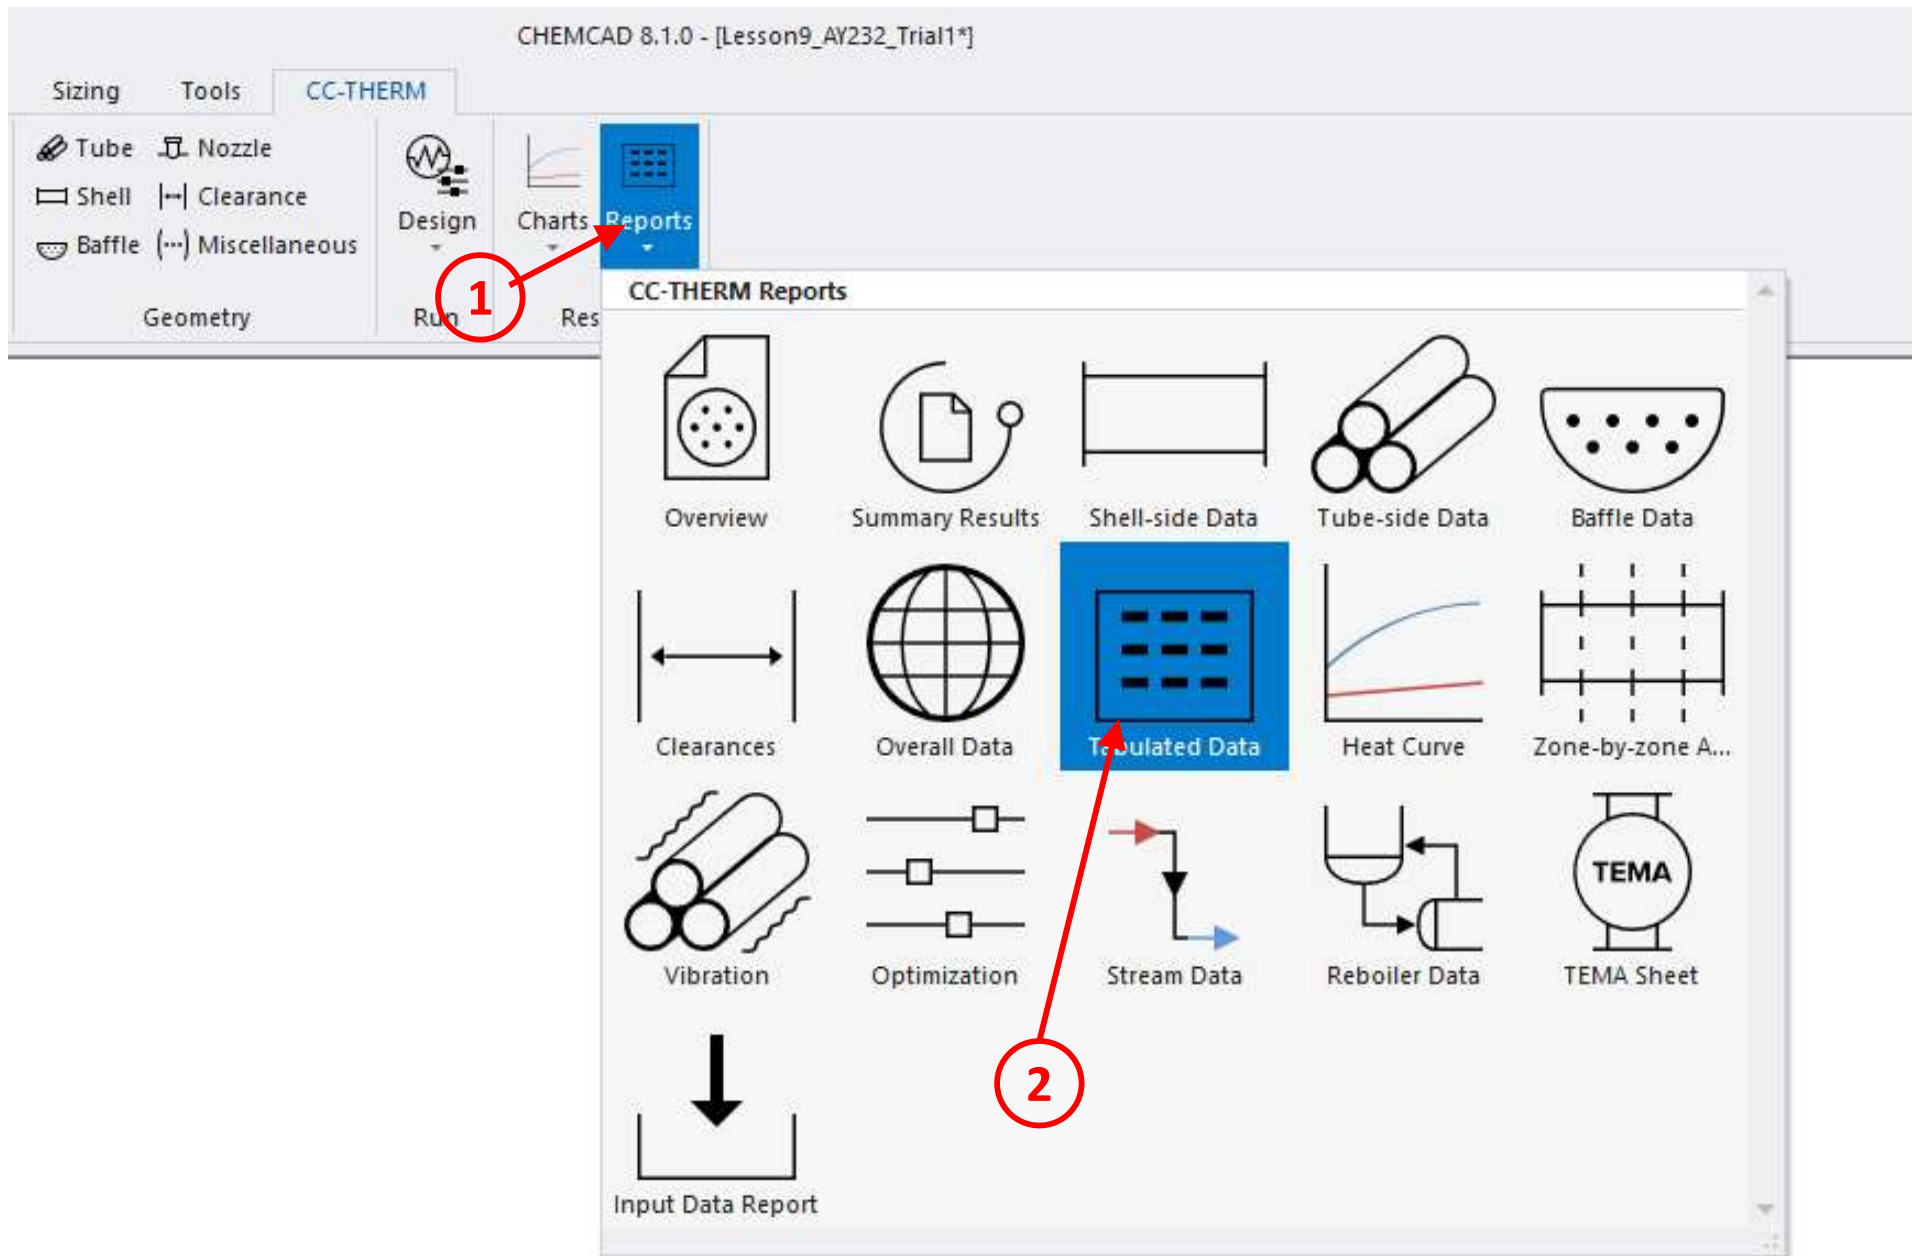 CHEMCAD 8.1.0 - [Lesson9_AY232_Trial1*]
Sizing Tools CC-THERM
Tube Nozzle
Shell Clearance
Baffle Miscellaneous
Design
Charts
Reports
Geometry
Run
Res
1
CC-THERM Reports
Overview Summary Results Shell-side Data Tube-side Data Baffle Data
Clearances Overall Data Tabulated Data Heat Curve Zone-by-zone A...
TEMA
Vibration Optimization Stream Data Reboiler Data TEMA Sheet
2
Input Data Report